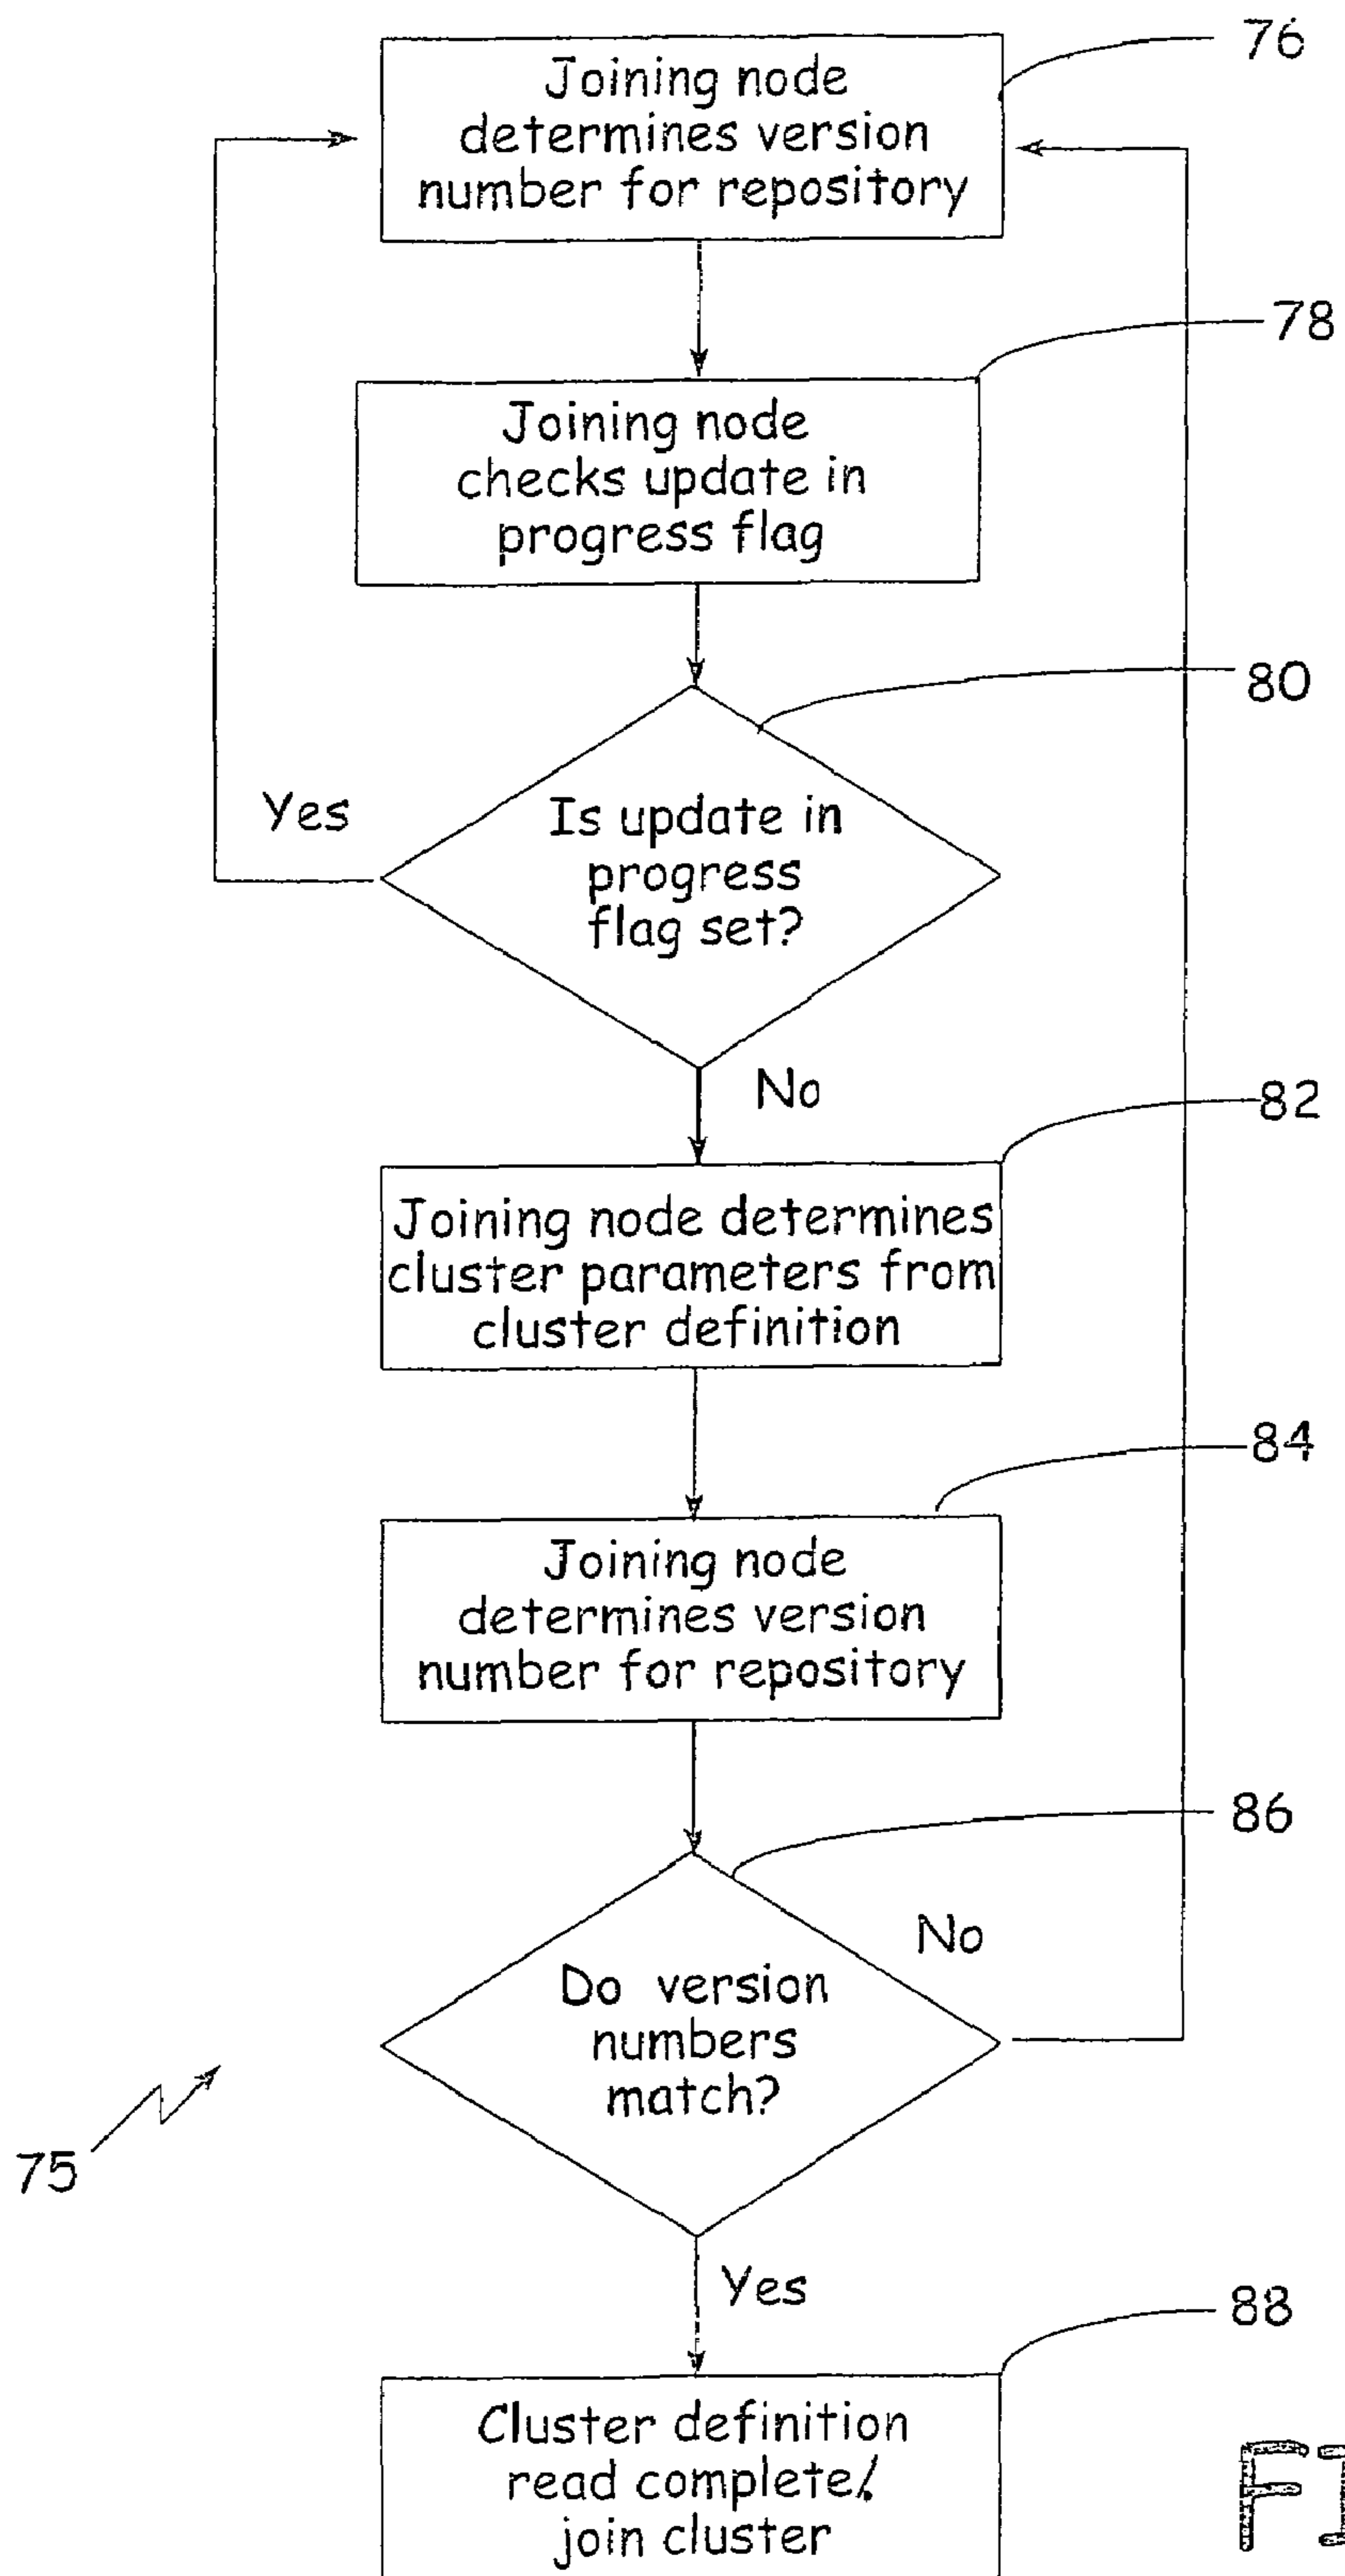 76
Joining node
determines version
number for repository
78
Joining node
checks update in
progress flag
80
Yes
Is update in
progress
flag set?
No
82
Joining node determines
cluster parameters from
cluster definition
84
Joining node
determines version
number for repository
86
No
Do version
numbers
match?
75
Yes
88
Cluster definition
read complete/
join cluster